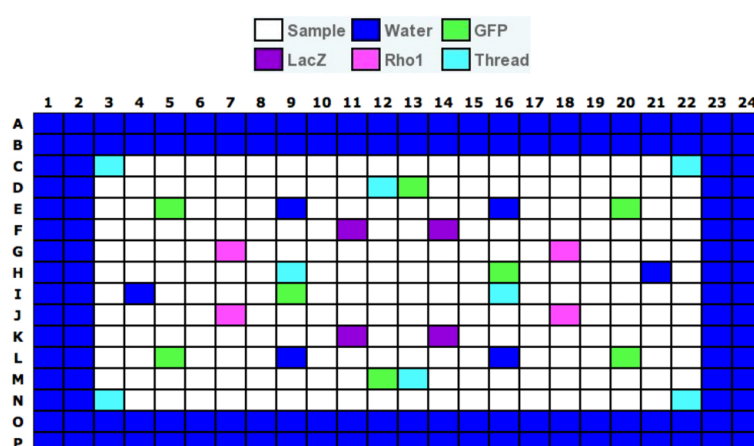 Sample Water GFP
LacZ Rho1 Thread
1 2 3 4 5 6 7 8 9 10 11 12 13 14 15 16 17 18 19 20 21 22 23 24
A
B
C
D
E
F
G
H
I
J
K
L
M
N
O
P